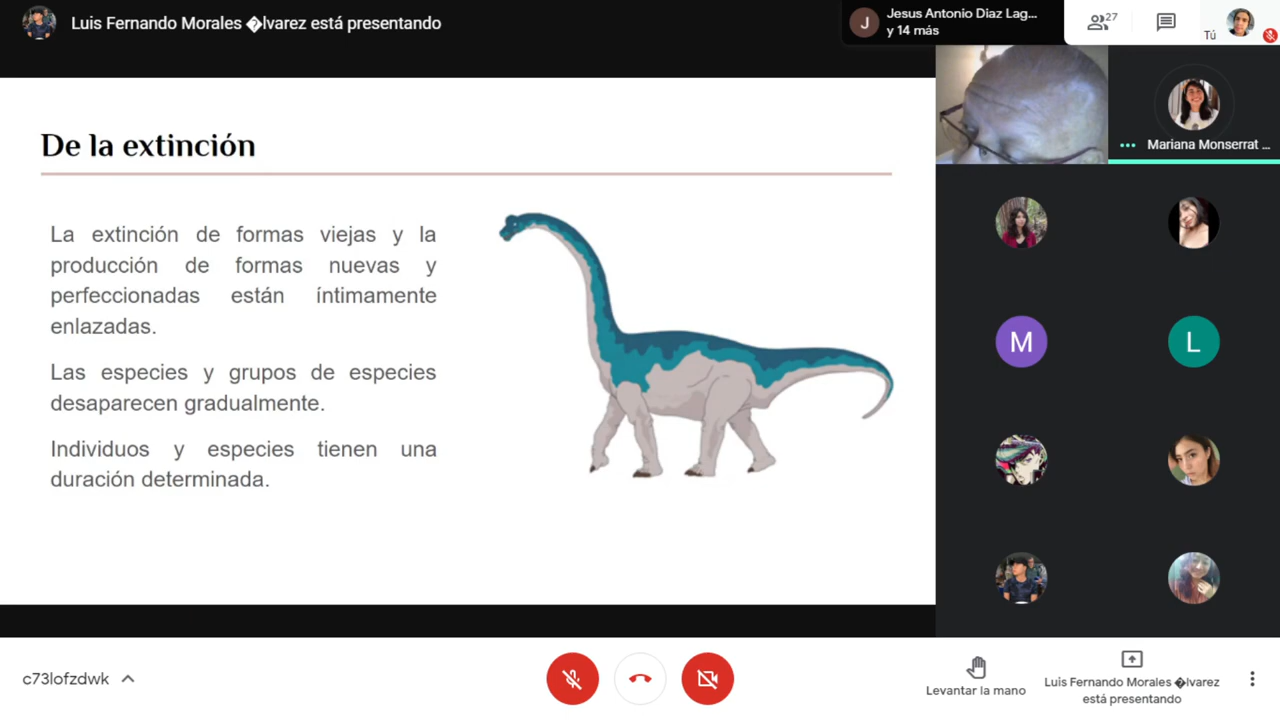 Luis Fernando Morales �lvarez está presentando
J
Jesus Antonio Diaz Lag...
y 14 más
27
Tú
De la extinción
La extinción de formas viejas y la
producción de formas nuevas y
perfeccionadas están íntimamente
enlazadas.
Las especies y grupos de especies
desaparecen gradualmente.
Individuos y especies tienen una
duración determinada.
Mariana Monserrat ...
M
L
c73lofzdwk
Levantar la mano
Luis Fernando Morales �lvarez
está presentando